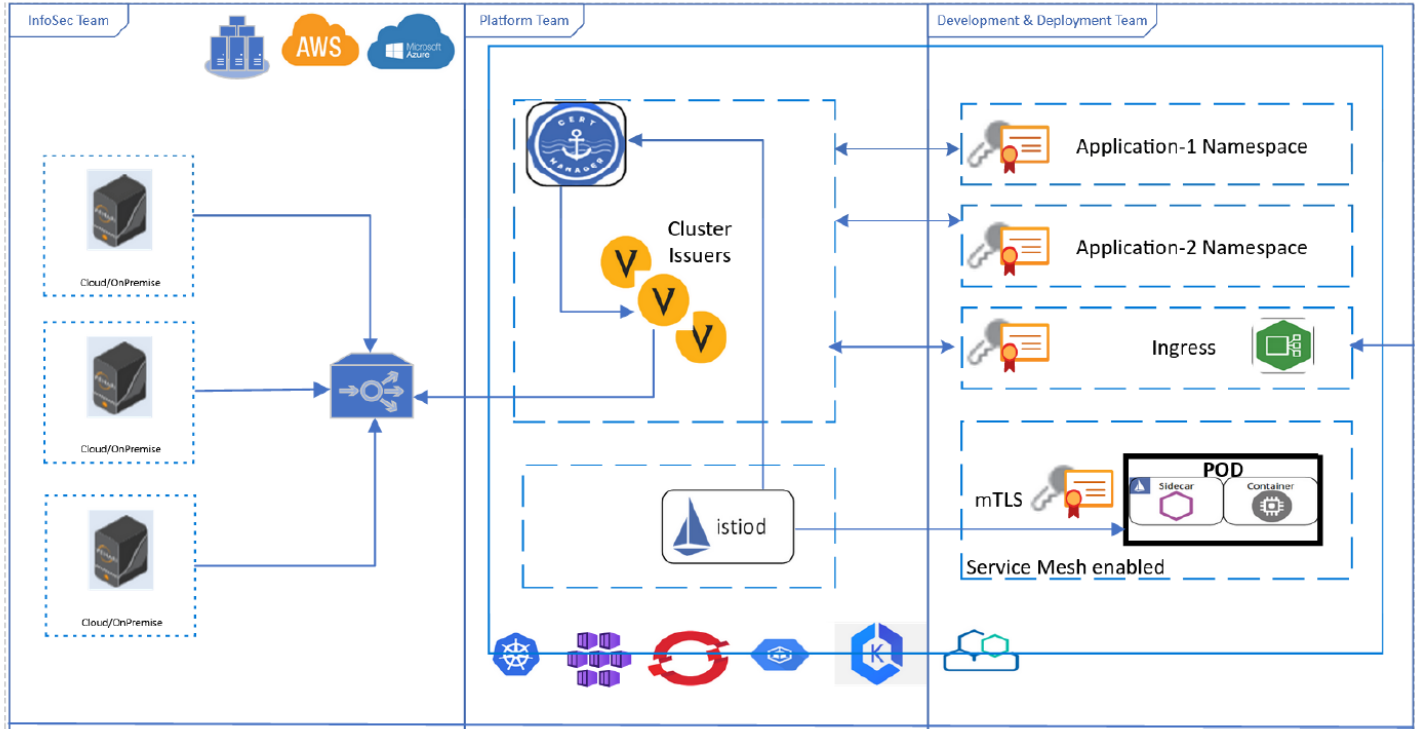 InfoSec Team
Platform Team
Development & Deployment Team
AWS
Microsoft
Azure
CERT
MANAGER
Application-1 Namespace
Cluster
Issuers
V
V
V
Application-2 Namespace
Cloud/OnPremise
Ingress
Cloud/OnPremise
POD
Sidecar
Container
mTLS
istiod
Service Mesh enabled
Cloud/OnPremise
K